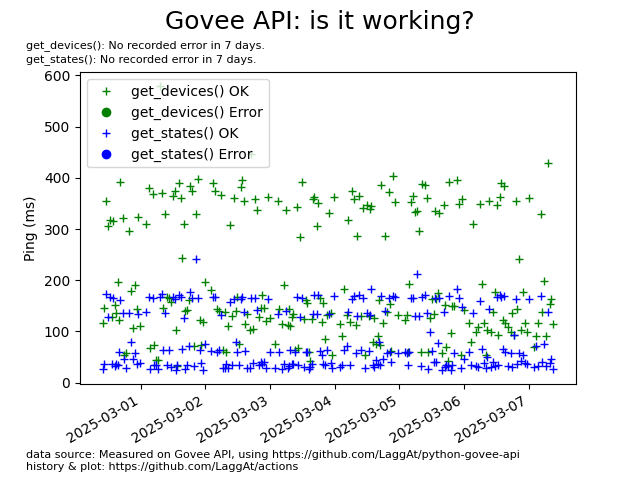 Govee API: is it working?
get_devices(): No recorded error in 7 days.
get_states(): No recorded error in 7 days.
600
500
400
300
200
100
0
Ping (ms)
get_devices() OK
get_devices() Error
get_states() OK
get_states() Error
2025-03-01
2025-03-02
2025-03-03
2025-03-04
2025-03-05
2025-03-06
2025-03-07
data source: Measured on Govee API, using https://github.com/LaggAt/python-govee-api
history & plot: https://github.com/LaggAt/actions